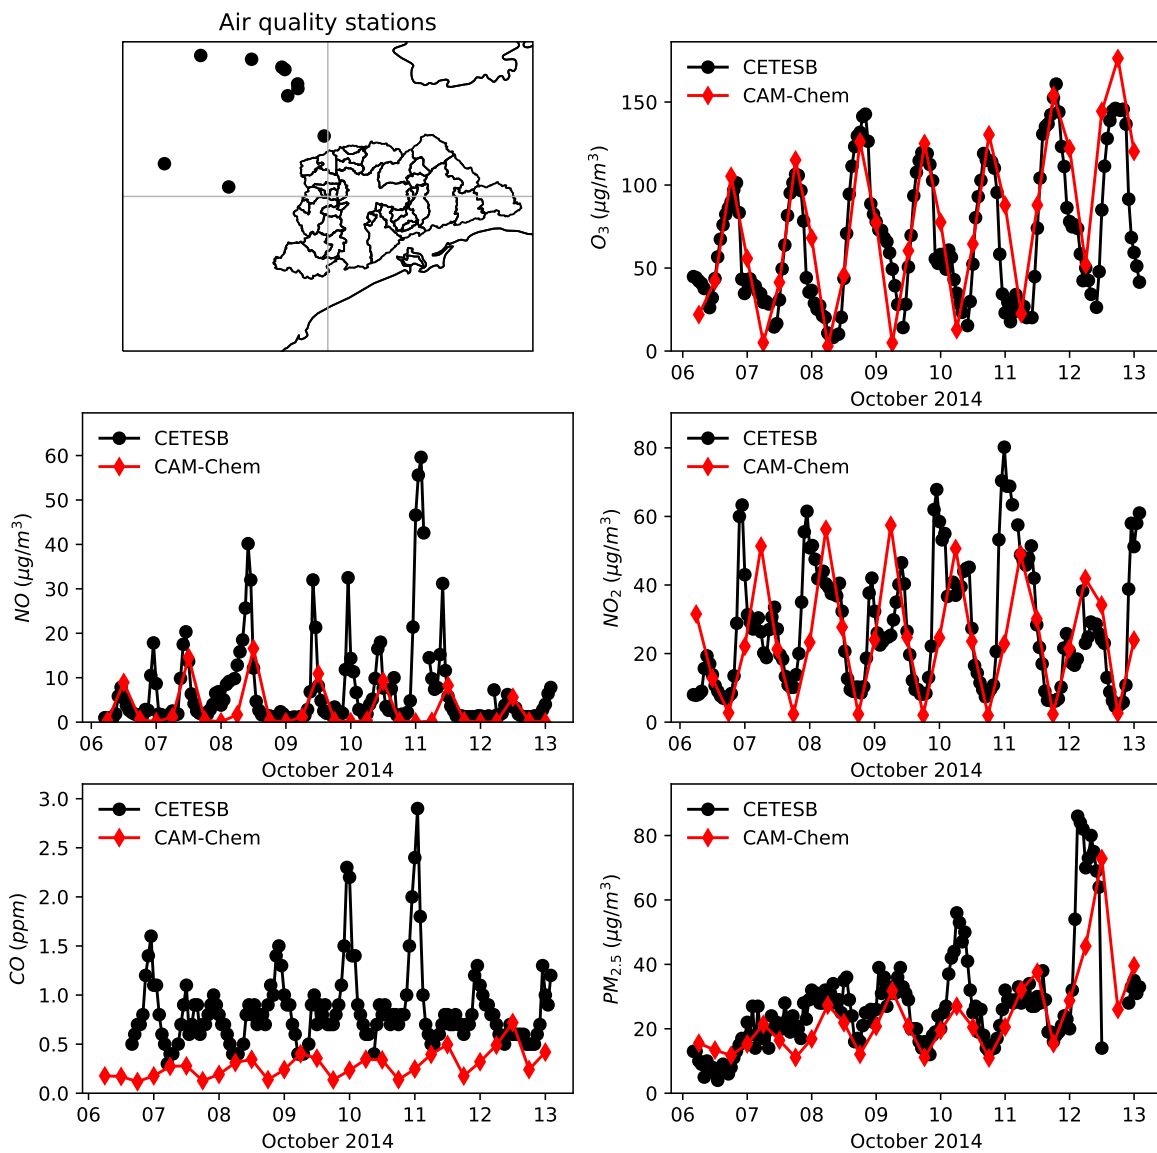 Air quality stations
CETESB
CAM-Chem
O₃ (μg/m³)
150
100
50
0
06 07 08 09 10 11 12 13
October 2014
CETESB
CAM-Chem
NO (μg/m³)
60
50
40
30
20
10
0
06 07 08 09 10 11 12 13
October 2014
CETESB
CAM-Chem
NO₂ (μg/m³)
80
60
40
20
0
06 07 08 09 10 11 12 13
October 2014
CETESB
CAM-Chem
CO (ppm)
3.0
2.5
2.0
1.5
1.0
0.5
0.0
06 07 08 09 10 11 12 13
October 2014
CETESB
CAM-Chem
PM₂.₅ (μg/m³)
80
60
40
20
0
06 07 08 09 10 11 12 13
October 2014